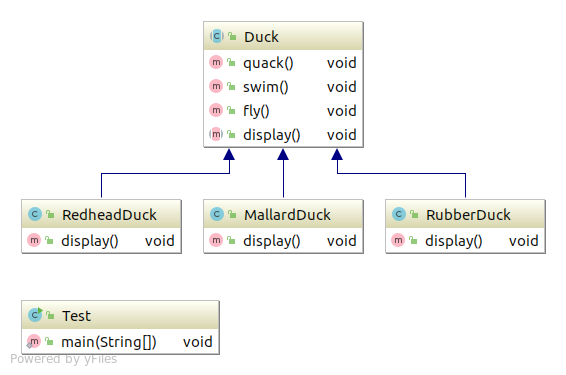 Duck
quack() void
swim() void
fly() void
display() void
RedheadDuck
display() void
MallardDuck
display() void
RubberDuck
display() void
Test
main(String[]) void
Powered by yFiles